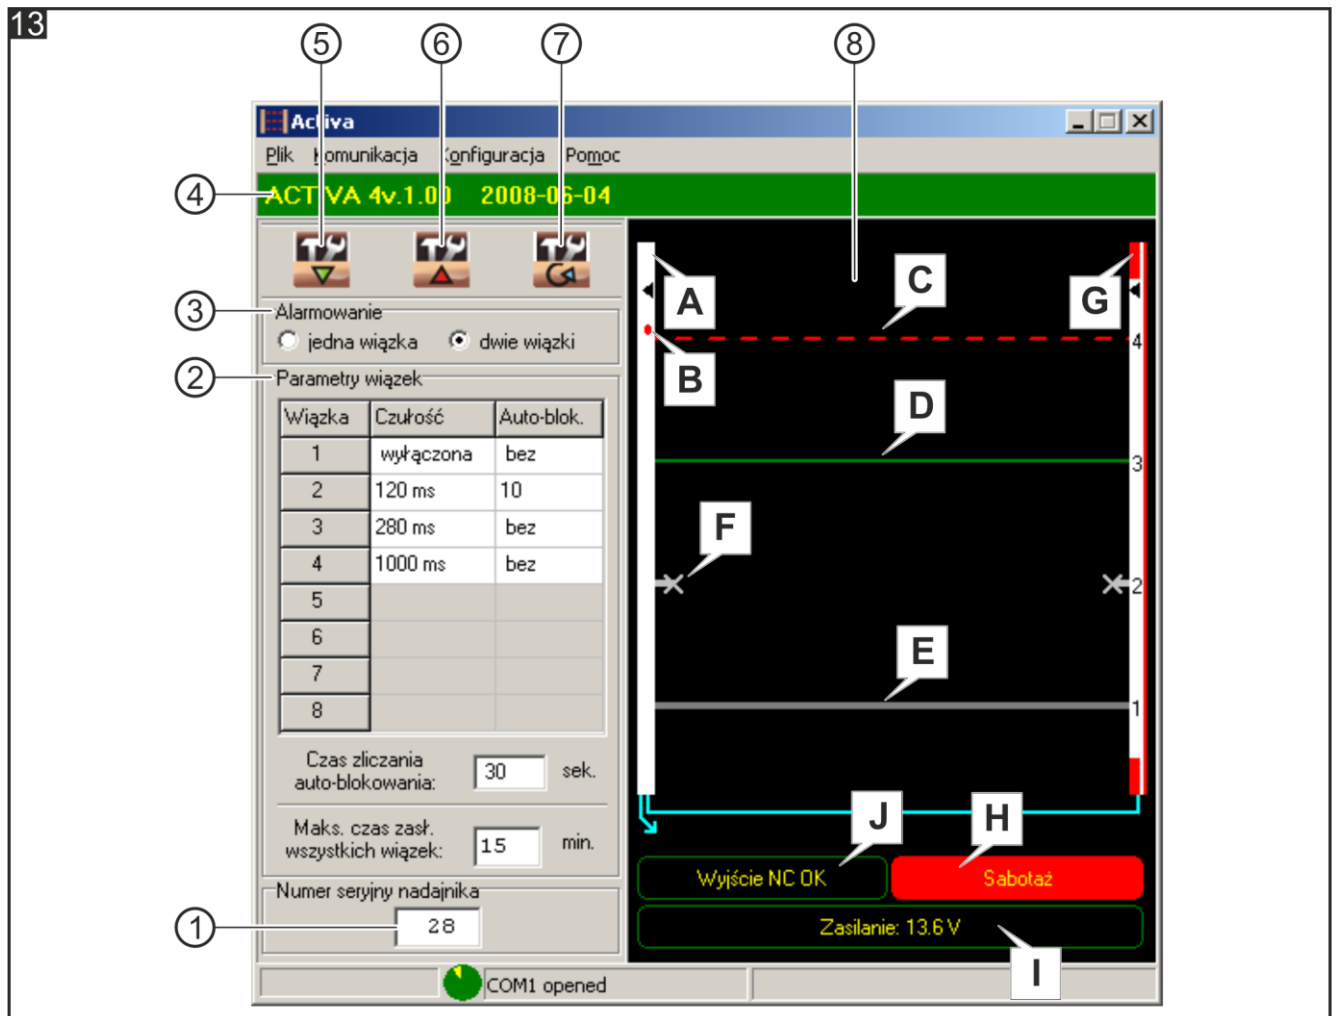 13
5 6 7 8
Activa
Plik Komunikacja Konfiguracja Pomoc
4
ACTIVA 4v.1.00 2008-06-04
3
Alarmowanie
jedna wiązka dwie wiązki
2
Parametry wiązek
Wiązka Czułość Auto-blok.
1 wyłączona bez
2 120 ms 10
3 280 ms bez
4 1000 ms bez
5
6
7
8
Czas zliczania
auto-blokowania: 30 sek.
Maks. czas zasł.
wszystkich wiązek: 15 min.
Numer seryjny nadajnika
1
28
COM1 opened
A
B
C
G
4
D
3
F
2
E
1
J
H
Wyjście NC OK Sabotaż
Zasilanie: 13.6 V
I